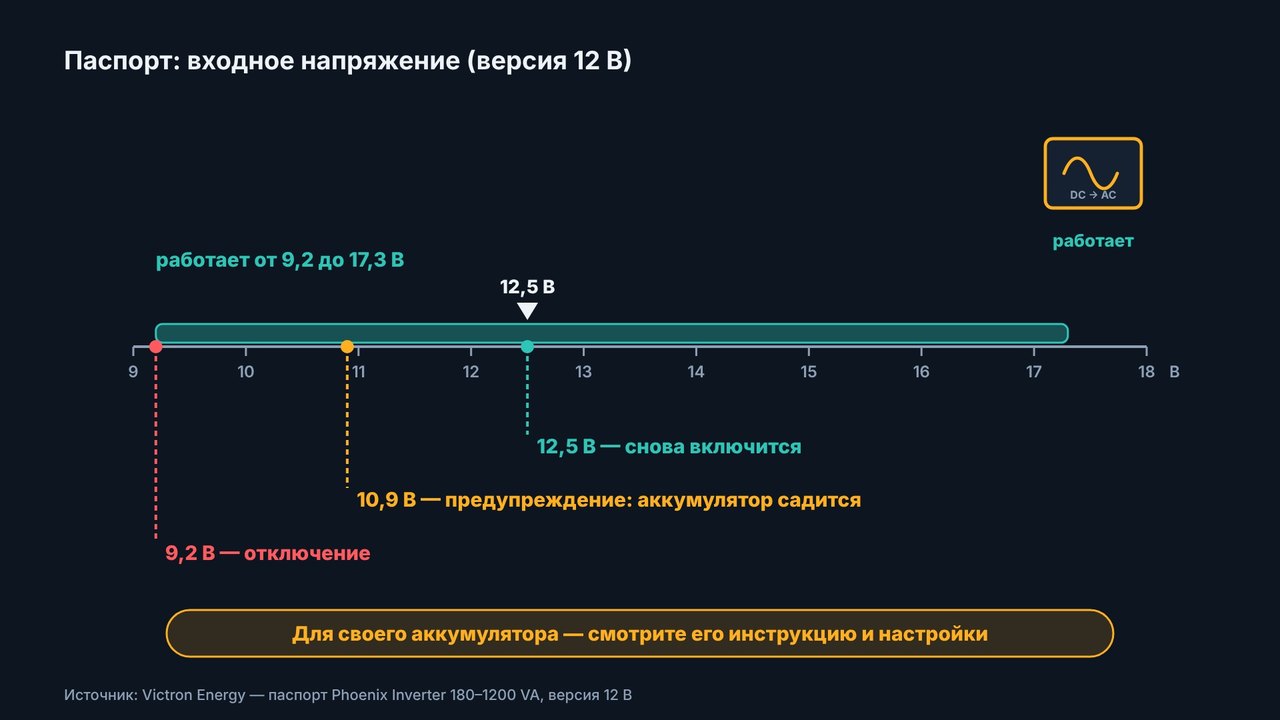 Паспорт: входное напряжение (версия 12 В)
DC → AC
работает
работает от 9,2 до 17,3 В
12,5 В
9 10 11 12 13 14 15 16 17 18 В
12,5 В — снова включится
10,9 В — предупреждение: аккумулятор садится
9,2 В — отключение
Для своего аккумулятора — смотрите его инструкцию и настройки
Источник: Victron Energy — паспорт Phoenix Inverter 180–1200 VA, версия 12 В